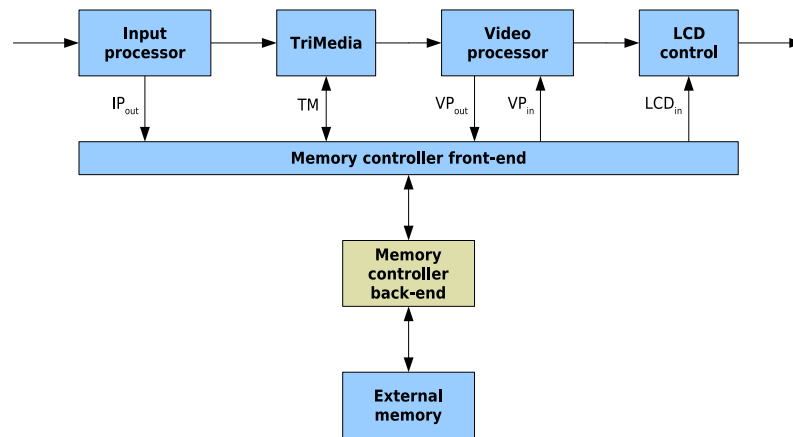 Input
processor
TriMedia
Video
processor
LCD
control
IPout
TM
VPout
VPin
LCDin
Memory controller front-end
Memory
controller
back-end
External
memory